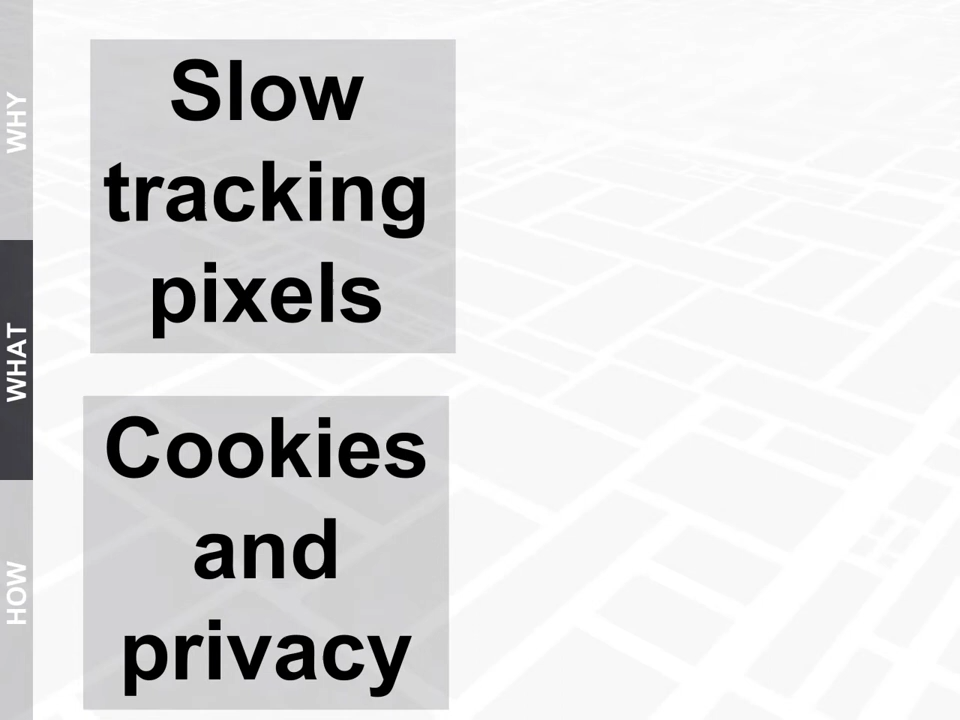 WHY
WHAT
HOW
Slow
tracking
pixels
Cookies
and
privacy